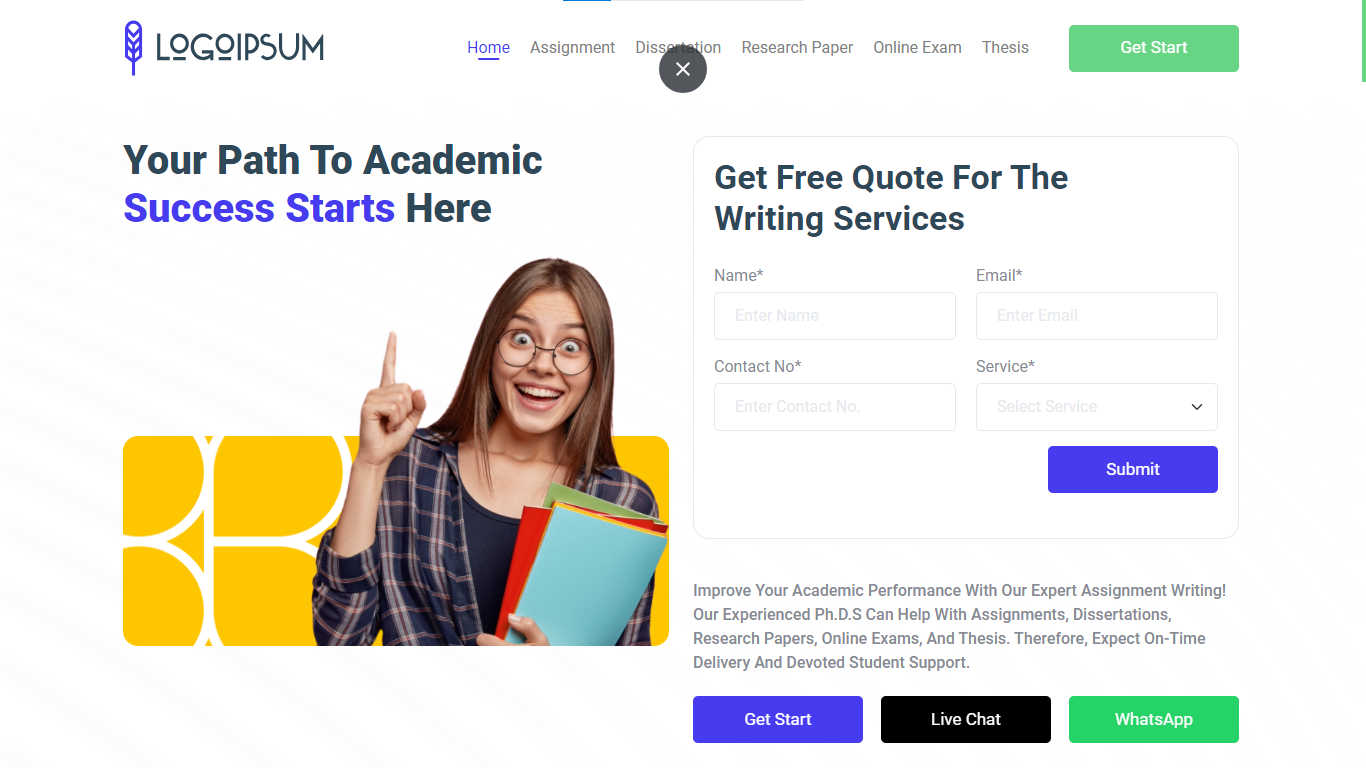 LOGOIPSUM
Home Assignment Dissertation Research Paper Online Exam Thesis Get Start
Your Path To Academic
Success Starts Here
Get Free Quote For The
Writing Services
Name* Email*
Enter Name Enter Email
Contact No* Service*
Enter Contact No. Select Service
Submit
Improve Your Academic Performance With Our Expert Assignment Writing!
Our Experienced Ph.D.S Can Help With Assignments, Dissertations,
Research Papers, Online Exams, And Thesis. Therefore, Expect On-Time
Delivery And Devoted Student Support.
Get Start Live Chat WhatsApp